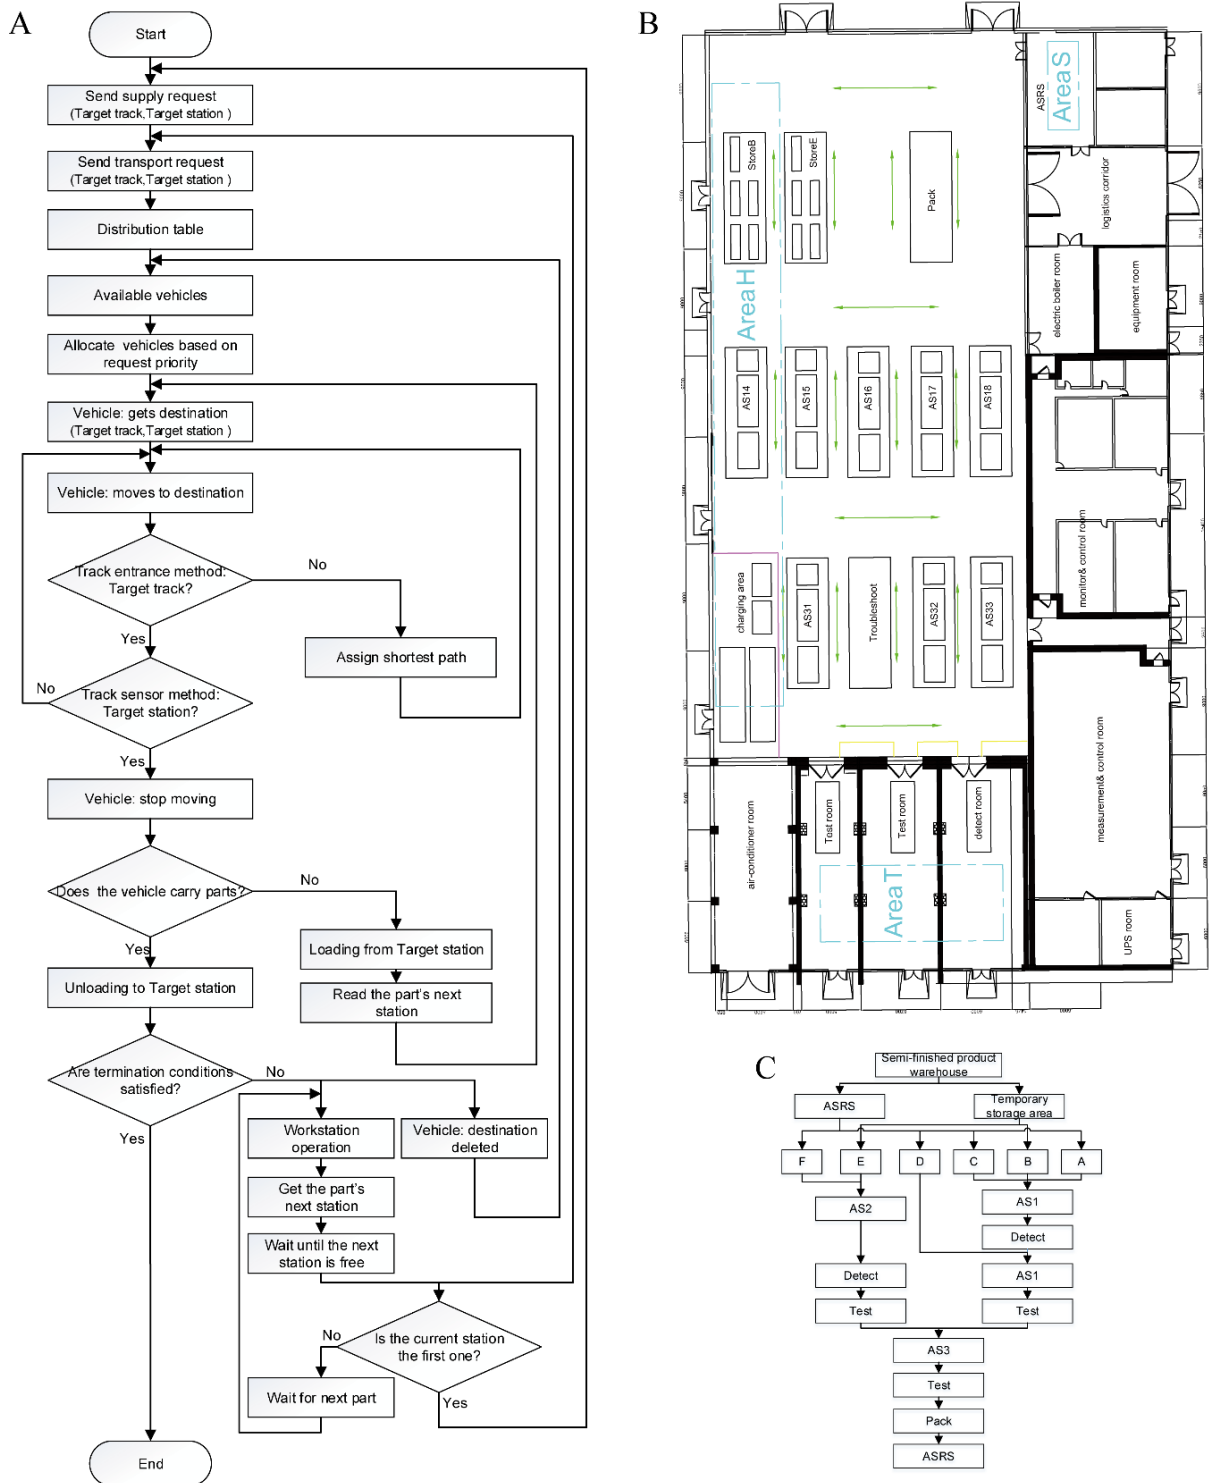 A
Start
Send supply request
(Target track,Target station )
Send transport request
(Target track,Target station )
Distribution table
Available vehicles
Allocate vehicles based on
request priority
Vehicle: gets destination
(Target track,Target station )
Vehicle: moves to destination
Track entrance method:
Target track?
No
Yes
Assign shortest path
Track sensor method:
Target station?
No
Yes
Vehicle: stop moving
Does the vehicle carry parts?
No
Yes
Loading from Target station
Read the part's next
station
Unloading to Target station
Are termination conditions
satisfied?
No
Yes
Workstation
operation
Vehicle: destination
deleted
Get the part's
next station
Wait until the next
station is free
Is the current station
the first one?
No
Yes
Wait for next part
End
B
ASRS
Area S
StoreB
StoreE
Pack
logistics corridor
Area H
electric boiler room
equipment room
AS14
AS15
AS16
AS17
AS18
monitor& control room
charging area
AS31
Troubleshoot
AS32
AS33
measurement& control room
air-conditioner room
Test room
Test room
detect room
Area T
UPS room
C
Semi-finished product
warehouse
ASRS
Temporary
storage area
F
E
D
C
B
A
AS2
AS1
Detect
Detect
AS1
Test
Test
AS3
Test
Pack
ASRS